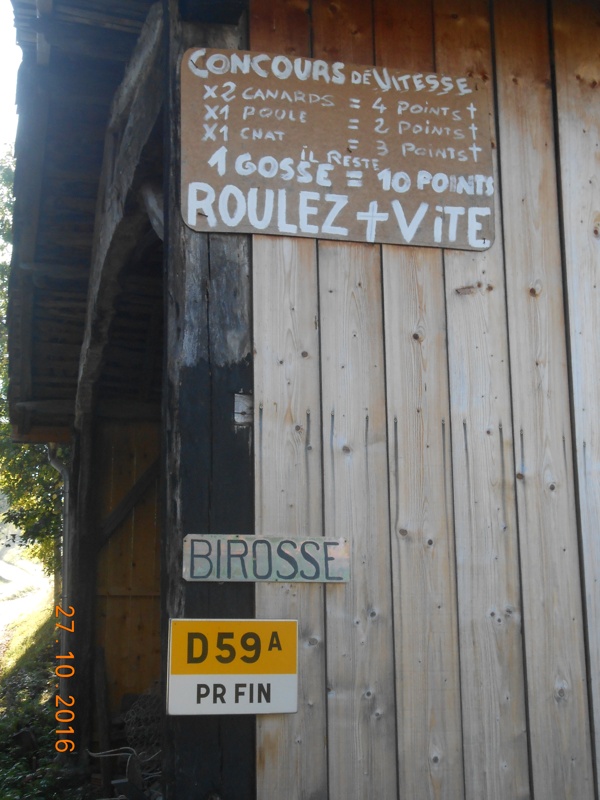 CONCOURS DE VITESSE
X2 CANARDS = 4 POINTS †
X1 POULE = 2 POINTS †
X1 CHAT = 3 POINTS †
IL RESTE
1 GOSSE = 10 POINTS
ROULEZ + VITE
BIROSSE
D59A
PR FIN
27 10 2016